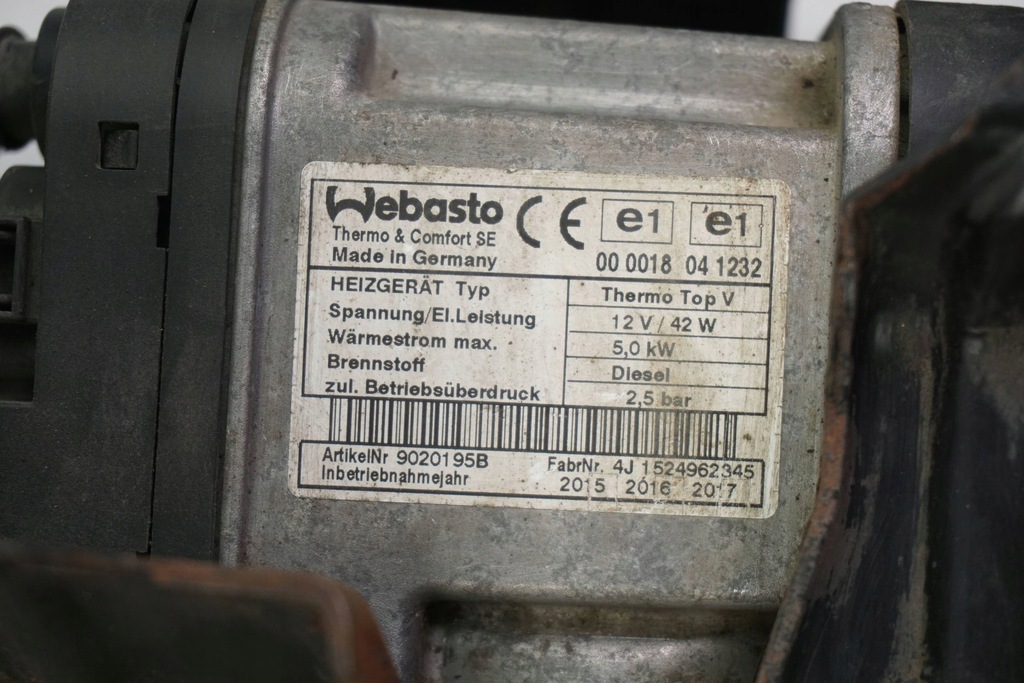 Webasto CE e1 e1
Thermo & Comfort SE
Made in Germany 00 0018 04 1232
HEIZGERÄT Typ Thermo Top V
Spannung/El.Leistung 12 V / 42 W
Wärmestrom max. 5,0 kW
Brennstoff Diesel
zul. Betriebsüberdruck 2,5 bar
ArtikelNr 9020195B FabrNr. 4J 1524962345
Inbetriebnahmejahr 2015 2016 2017